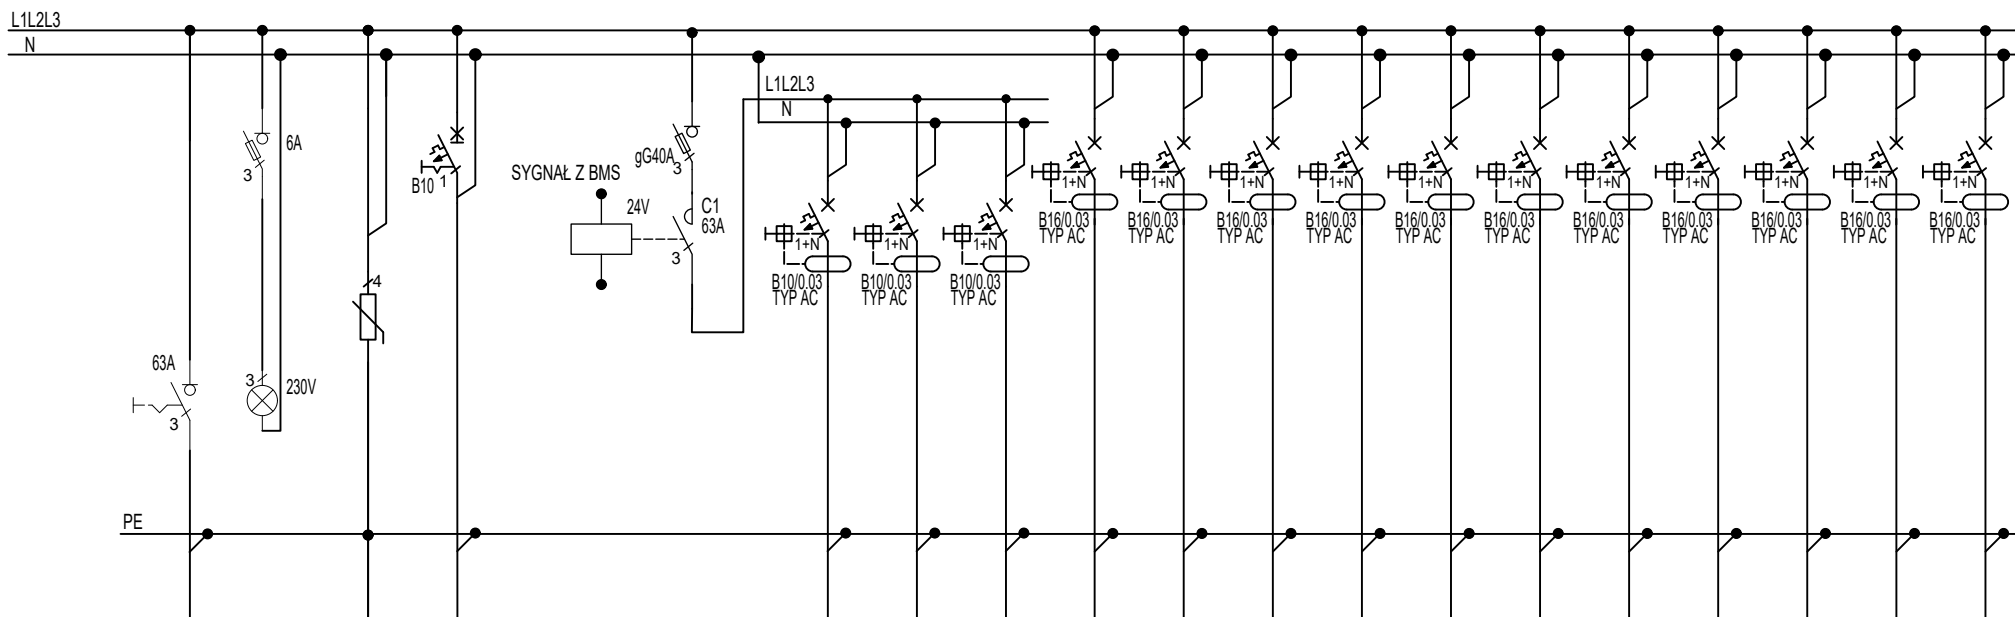 L1L2L3
N
L1L2L3
N
6A
3
B10
1
SYGNAŁ Z BMS
24V
gG40A
3
C1
63A
3
1+N
1+N
1+N
B10/0.03
TYP AC
B10/0.03
TYP AC
B10/0.03
TYP AC
1+N
1+N
1+N
1+N
1+N
1+N
1+N
1+N
1+N
1+N
1+N
B16/0.03
TYP AC
B16/0.03
TYP AC
B16/0.03
TYP AC
B16/0.03
TYP AC
B16/0.03
TYP AC
B16/0.03
TYP AC
B16/0.03
TYP AC
B16/0.03
TYP AC
B16/0.03
TYP AC
B16/0.03
TYP AC
B16/0.03
TYP AC
4
63A
3
3
230V
PE